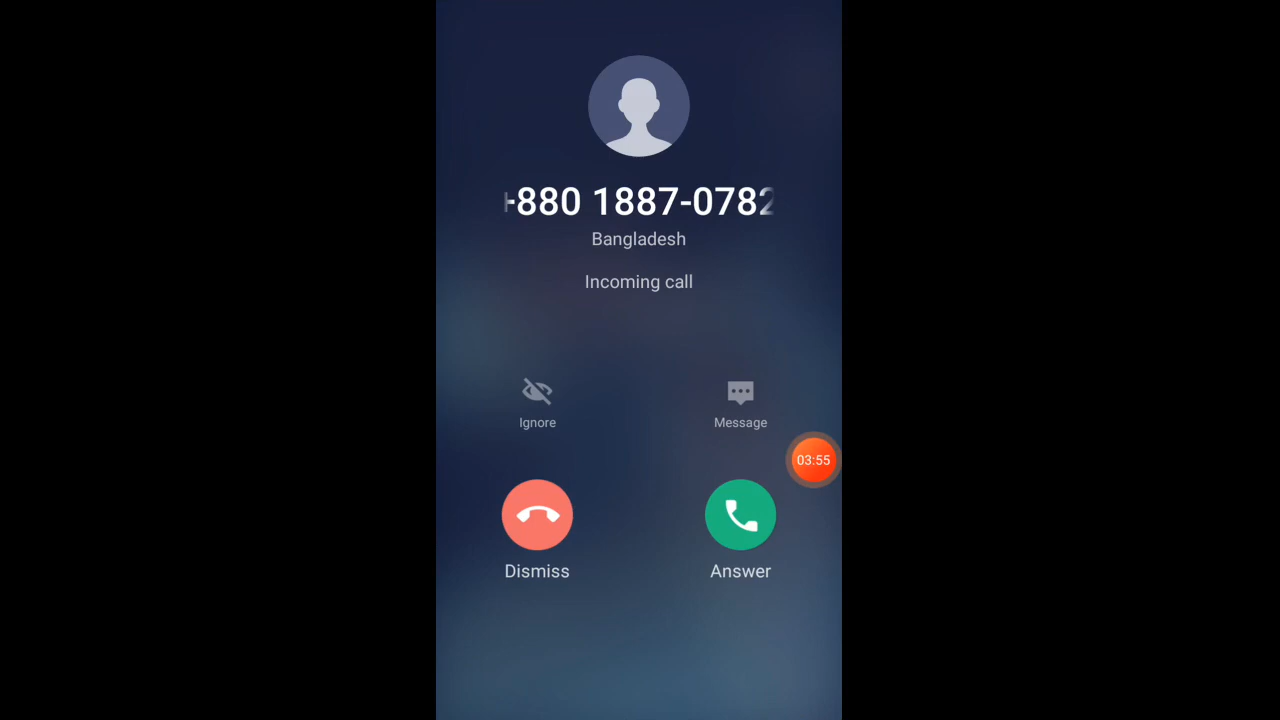 +880 1887-0782
Bangladesh
Incoming call
Ignore
Message
03:55
Dismiss
Answer